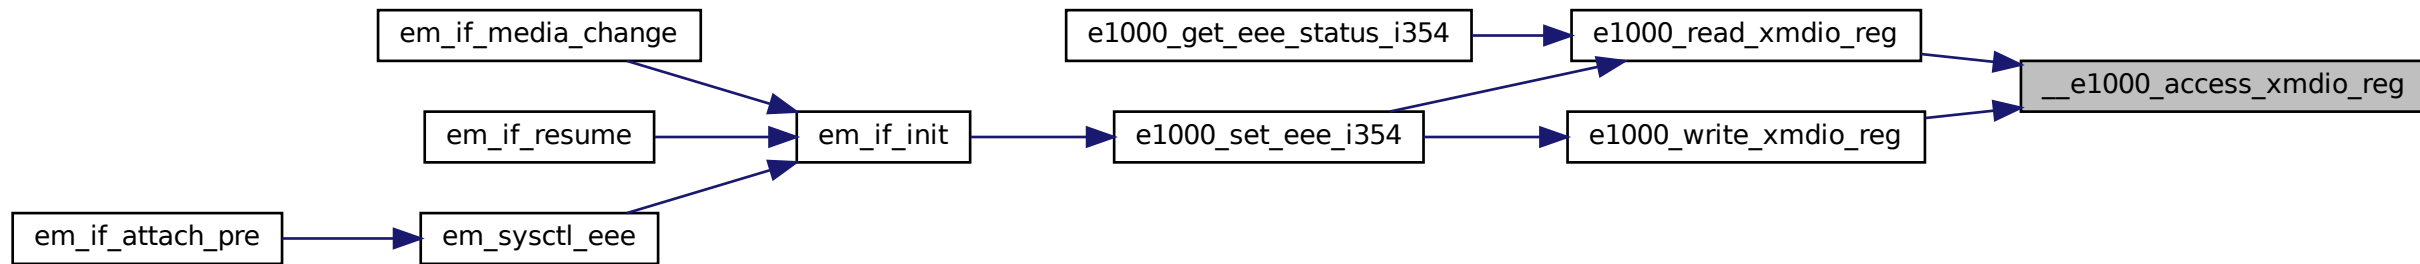 em_if_media_change
e1000_get_eee_status_i354
e1000_read_xmdio_reg
__e1000_access_xmdio_reg
em_if_resume
em_if_init
e1000_set_eee_i354
e1000_write_xmdio_reg
em_if_attach_pre
em_sysctl_eee